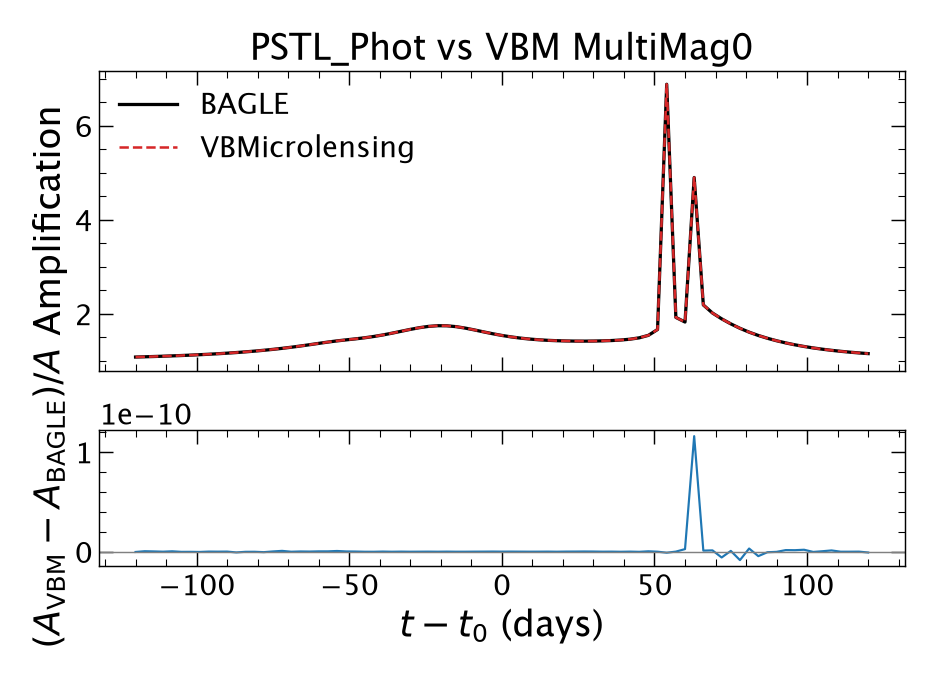 PSTL_Phot vs VBM MultiMag0
BAGLE
VBMicrolensing
Amplification
6
4
2
1e−10
(A_VBM − A_BAGLE)/A
1
0
−100
−50
0
50
100
t − t₀ (days)